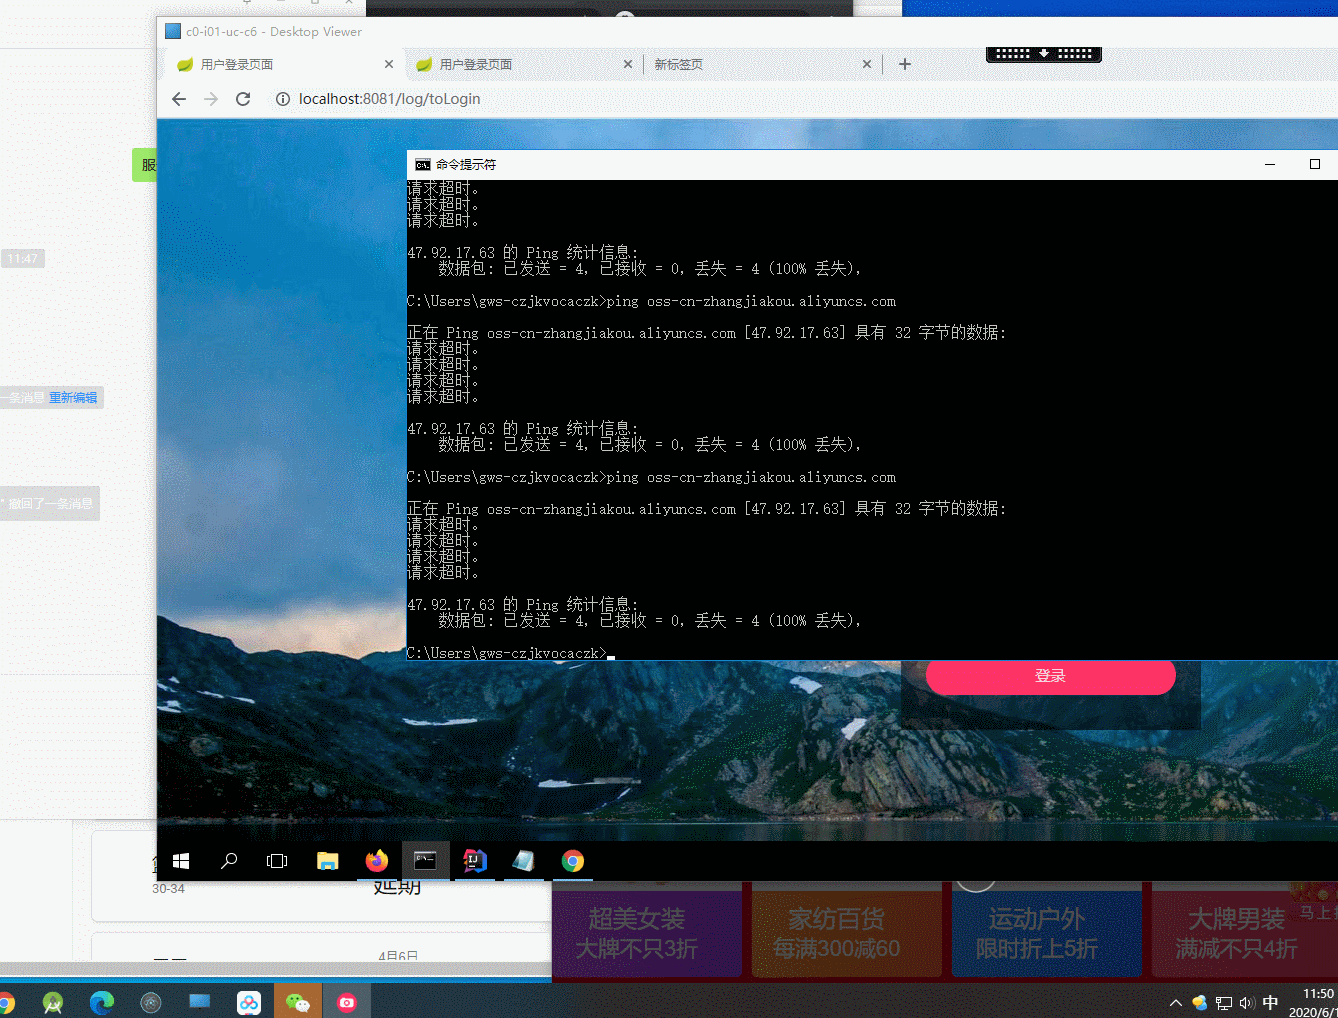 c0-i01-uc-c6 - Desktop Viewer
用户登录页面
用户登录页面
新标签页
localhost:8081/log/toLogin
服
11:47
一条消息 重新编辑
" 撤回了一条消息
命令提示符
请求超时。
请求超时。
请求超时。
47.92.17.63 的 Ping 统计信息:
数据包: 已发送 = 4, 已接收 = 0, 丢失 = 4 (100% 丢失),
C:\Users\gws-czjkvocaczk>ping oss-cn-zhangjiakou.aliyuncs.com
正在 Ping oss-cn-zhangjiakou.aliyuncs.com [47.92.17.63] 具有 32 字节的数据:
请求超时。
请求超时。
请求超时。
请求超时。
47.92.17.63 的 Ping 统计信息:
数据包: 已发送 = 4, 已接收 = 0, 丢失 = 4 (100% 丢失),
C:\Users\gws-czjkvocaczk>ping oss-cn-zhangjiakou.aliyuncs.com
正在 Ping oss-cn-zhangjiakou.aliyuncs.com [47.92.17.63] 具有 32 字节的数据:
请求超时。
请求超时。
请求超时。
请求超时。
47.92.17.63 的 Ping 统计信息:
数据包: 已发送 = 4, 已接收 = 0, 丢失 = 4 (100% 丢失),
C:\Users\gws-czjkvocaczk>
登录
30-34
延期
4月6日
超美女装
大牌不只3折
家纺百货
每满300减60
运动户外
限时折上5折
大牌男装
满减不只4折
马上抢
中
11:50
2020/6/